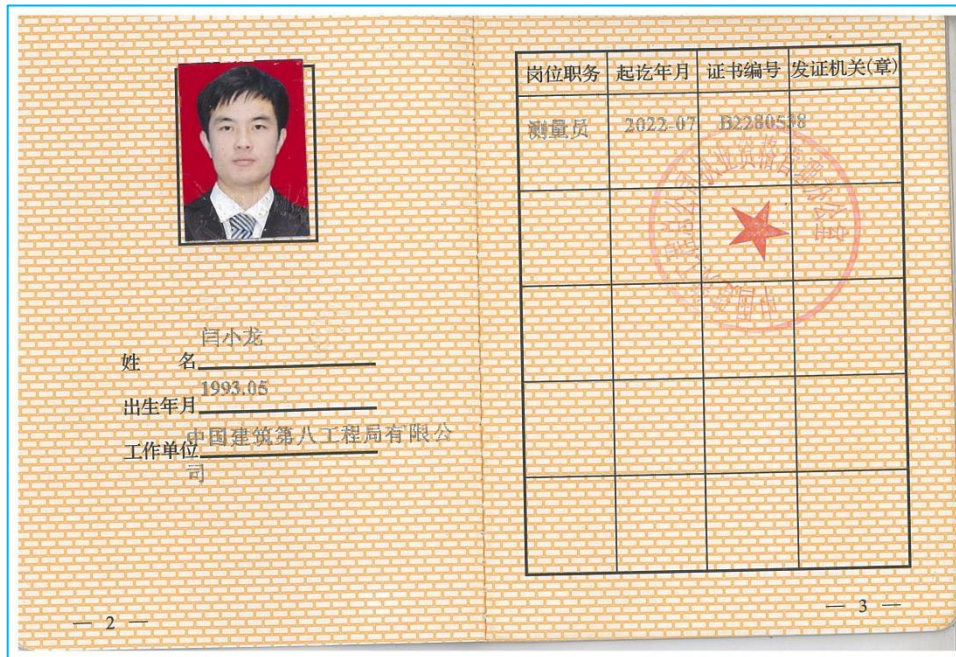 姓 名 闫小龙
出生年月 1993.05
工作单位 中国建筑第八工程局有限公
司
— 2 —
岗位职务 起讫年月 证书编号 发证机关(章)
测量员 2022-07 B2280538
— 3 —